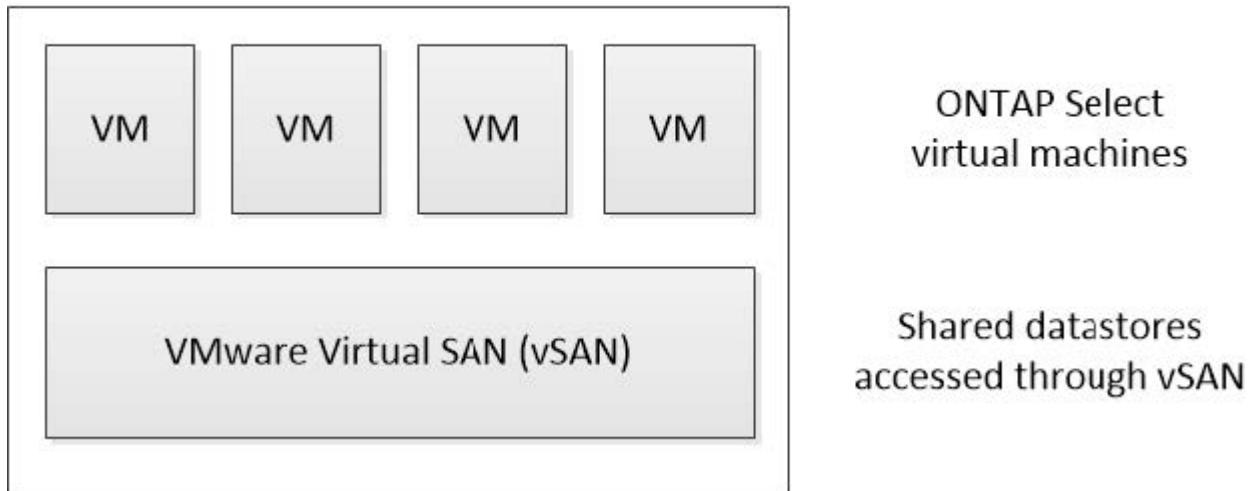 VM
VM
VM
VM
ONTAP Select
virtual machines
VMware Virtual SAN (vSAN)
Shared datastores
accessed through vSAN